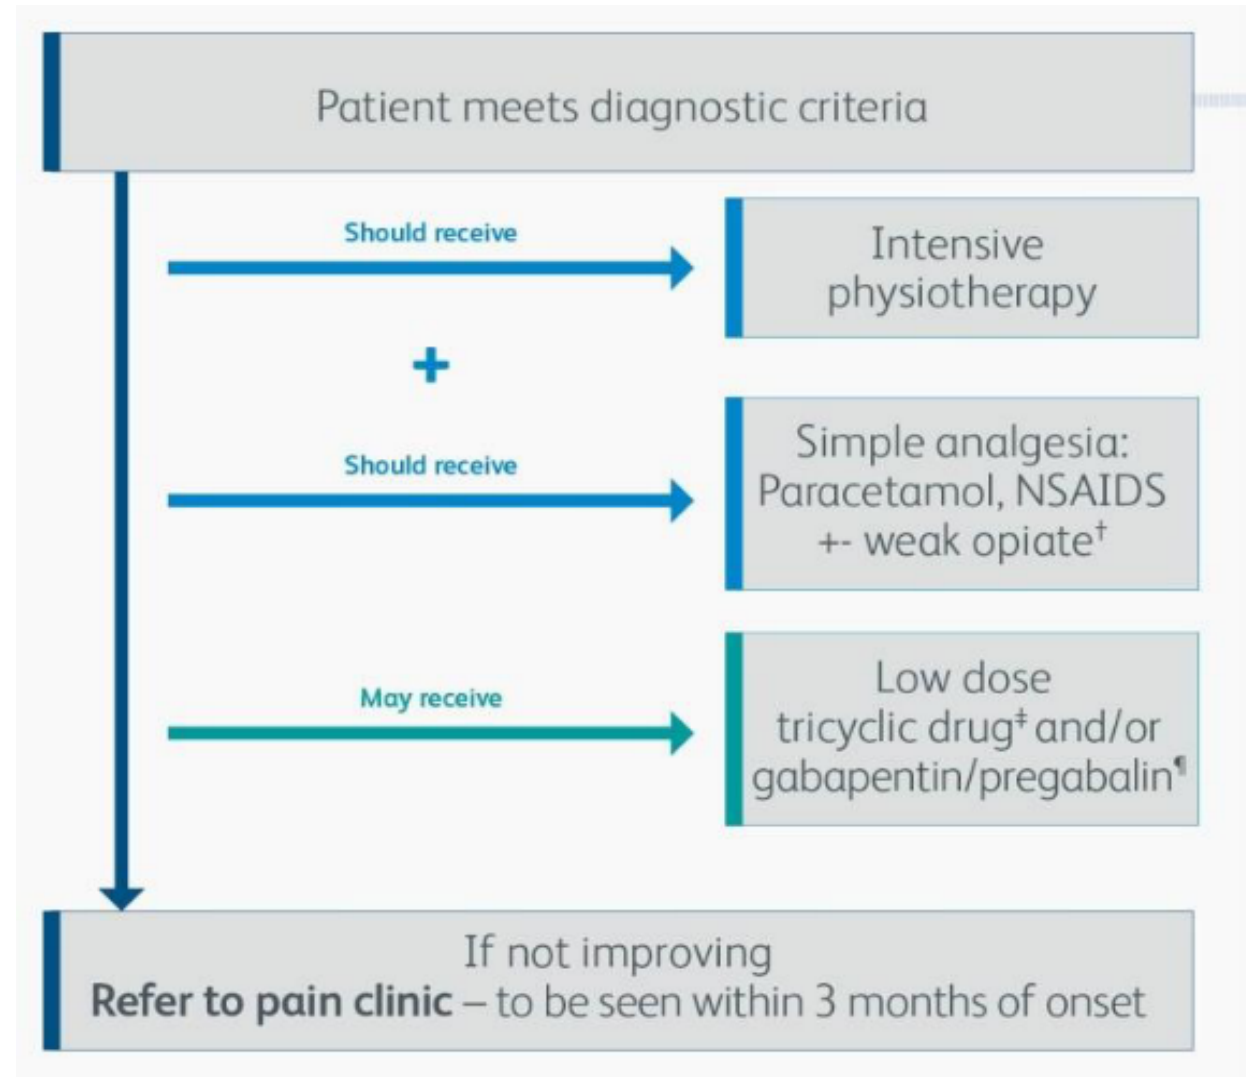 Patient meets diagnostic criteria
Should receive
Intensive
physiotherapy
+
Should receive
Simple analgesia:
Paracetamol, NSAIDS
+- weak opiate†
May receive
Low dose
tricyclic drug‡ and/or
gabapentin/pregabalin¶
If not improving
Refer to pain clinic – to be seen within 3 months of onset